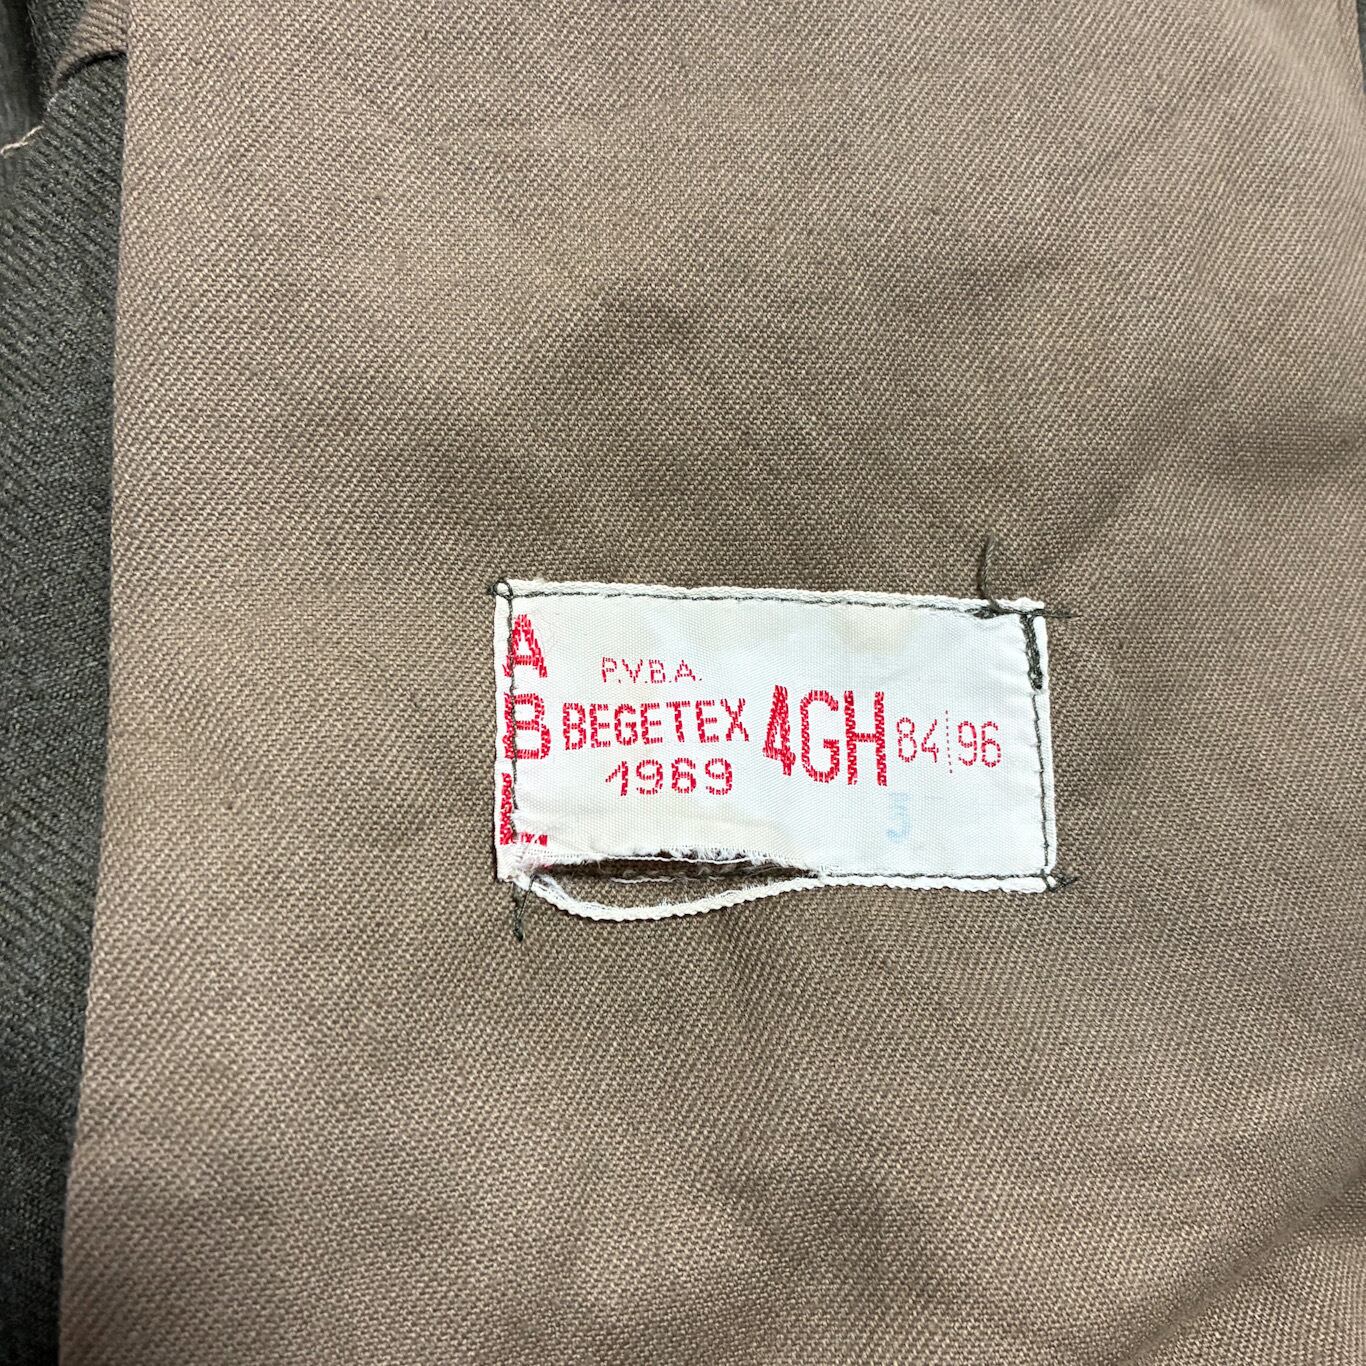 ABL
P.V.B.A.
BEGETEX
1969
4GH
84|96